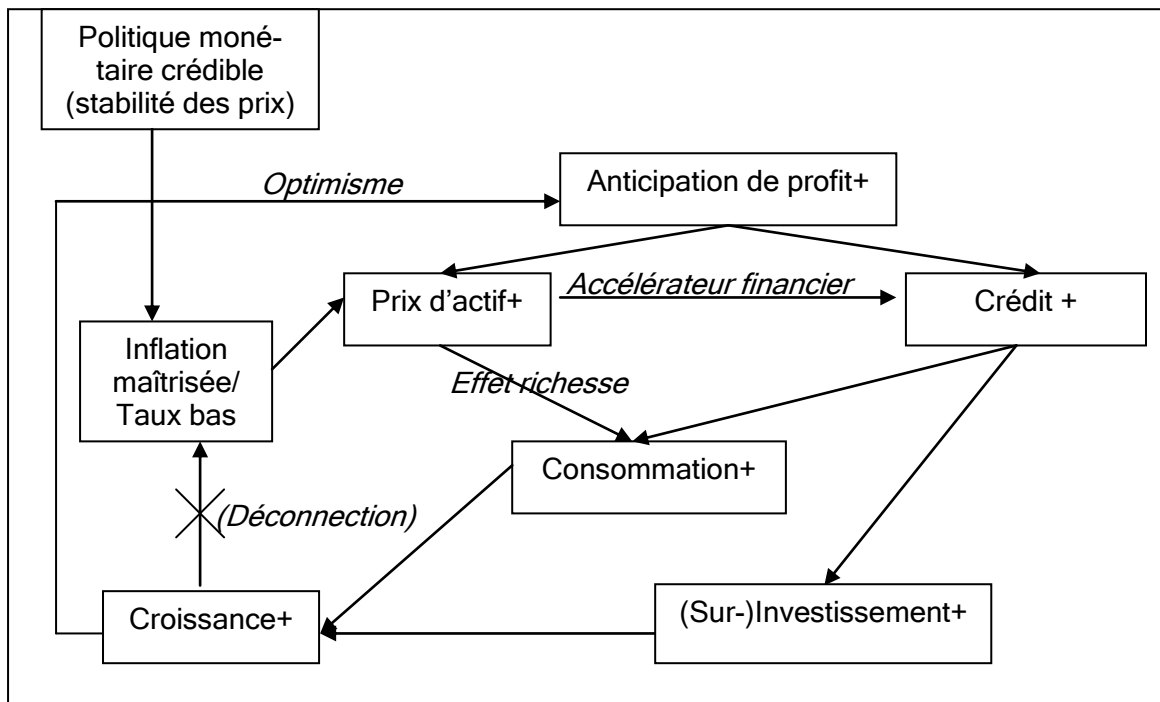 Politique moné-
taire crédible
(stabilité des prix)
Optimisme
Anticipation de profit+
Prix d'actif+
Accélérateur financier
Crédit +
Inflation
maîtrisée/
Taux bas
Effet richesse
Consommation+
(Déconnection)
Croissance+
(Sur-)Investissement+